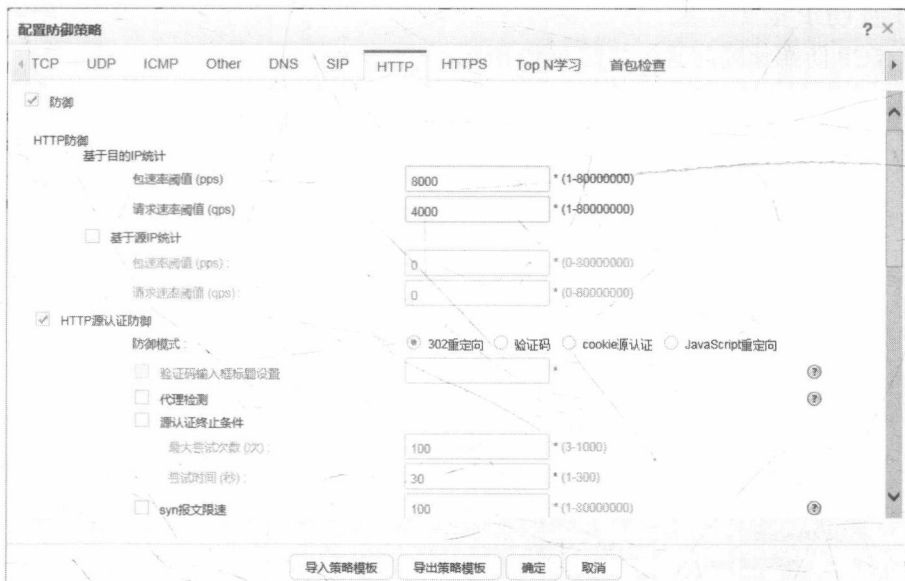 配置防御策略 ? ×
TCP UDP ICMP Other DNS SIP HTTP HTTPS Top N学习 首包检查
防御
HTTP防御
基于目的IP统计
包速率阈值 (pps) 8000 * (1-80000000)
请求速率阈值 (qps) 4000 * (1-80000000)
基于源IP统计
包速率阈值 (pps) : 0 * (0-80000000)
请求速率阈值 (qps) : 0 * (0-80000000)
HTTP源认证防御
防御模式 : 302重定向 验证码 cookie源认证 JavaScript重定向
验证码输入框标题设置 * ?
代理检测 ?
源认证终止条件
最大尝试次数 (次) : 100 * (3-1000)
尝试时间 (秒) : 30 * (1-300)
syn报文限速 100 * (1-80000000) ?
导入策略模板 导出策略模板 确定 取消